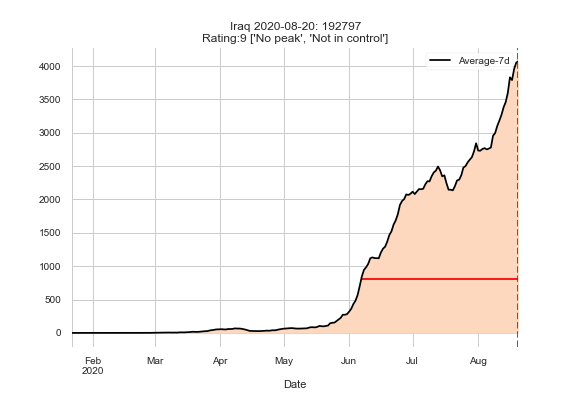 Iraq 2020-08-20: 192797
Rating:9 ['No peak', 'Not in control']
Average-7d
4000
3500
3000
2500
2000
1500
1000
500
0
Feb
2020
Mar
Apr
May
Jun
Jul
Aug
Date